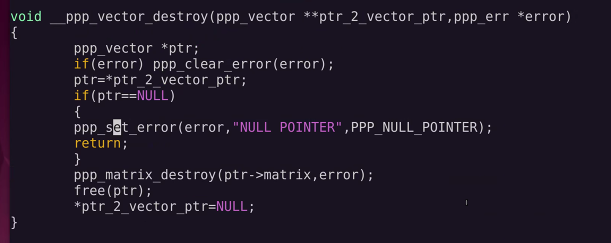 void __ppp_vector_destroy(ppp_vector **ptr_2_vector_ptr,ppp_err *error)
{
ppp_vector *ptr;
if(error) ppp_clear_error(error);
ptr=*ptr_2_vector_ptr;
if(ptr==NULL)
{
ppp_set_error(error,"NULL POINTER",PPP_NULL_POINTER);
return;
}
ppp_matrix_destroy(ptr->matrix,error);
free(ptr);
*ptr_2_vector_ptr=NULL;
}